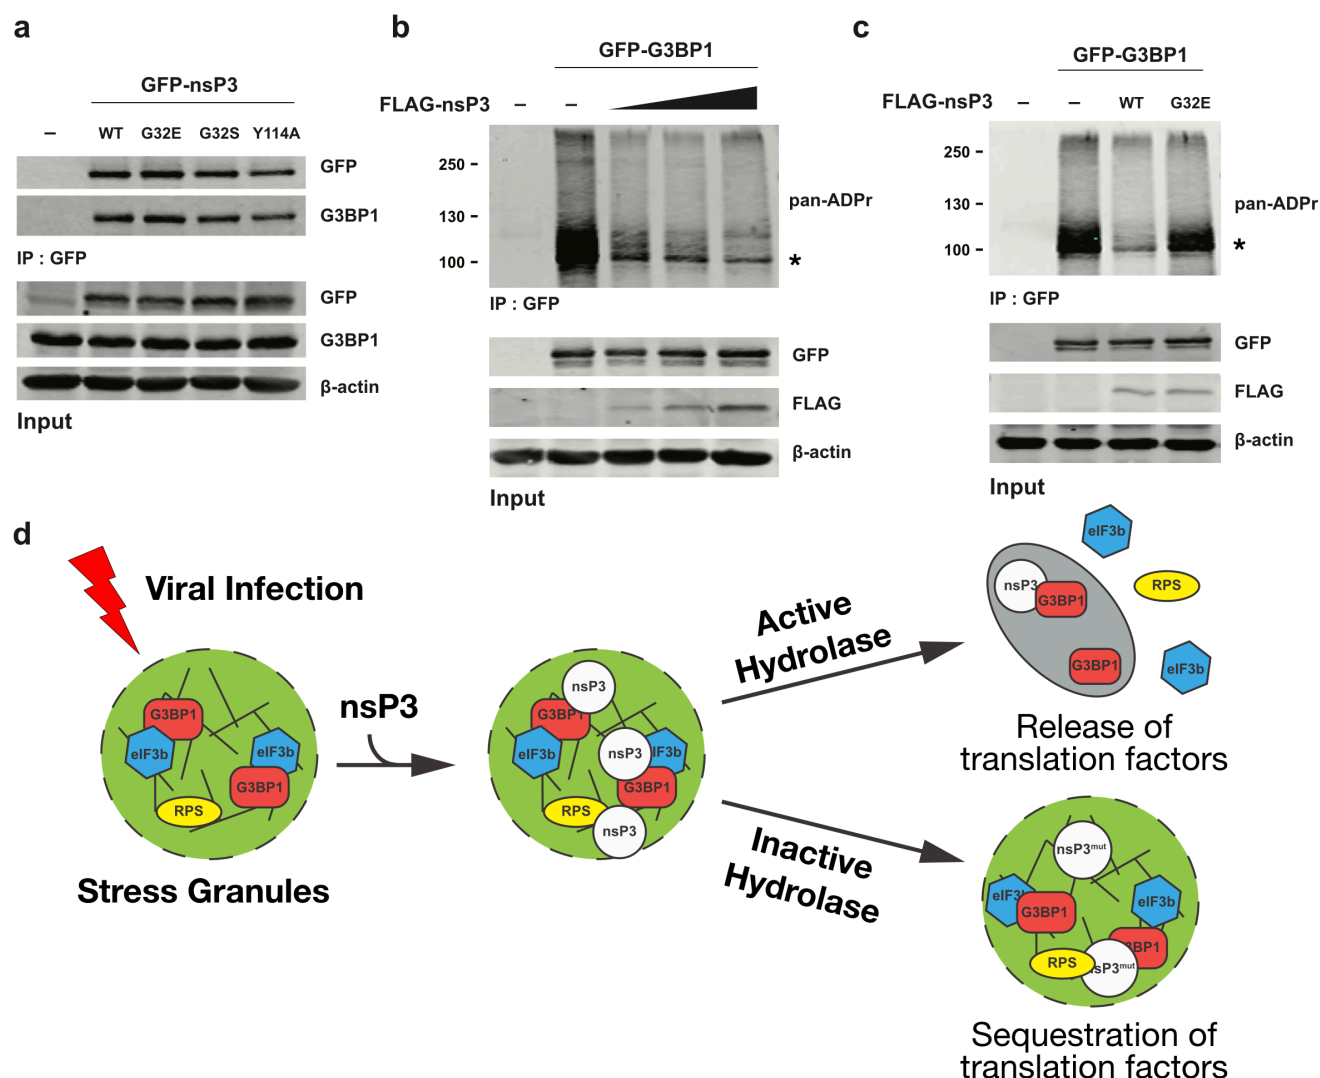 a
GFP-nsP3
– WT G32E G32S Y114A
GFP
G3BP1
IP : GFP
GFP
G3BP1
β-actin
Input
b
GFP-G3BP1
FLAG-nsP3 – –
250 –
130 –
100 –
pan-ADPr
*
IP : GFP
GFP
FLAG
β-actin
Input
c
GFP-G3BP1
FLAG-nsP3 – – WT G32E
250 –
130 –
100 –
pan-ADPr
*
IP : GFP
GFP
FLAG
β-actin
Input
d
Viral Infection
G3BP1
eIF3b
eIF3b
G3BP1
RPS
Stress Granules
nsP3
nsP3
G3BP1
eIF3b
nsP3
IF3b
G3BP1
RPS
nsP3
Active
Hydrolase
eIF3b
nsP3
G3BP1
RPS
G3BP1
eIF3b
Release of
translation factors
Inactive
Hydrolase
nsP3mut
eIF3
G3BP1
eIF3b
3BP1
RPS
sP3mut
Sequestration of
translation factors